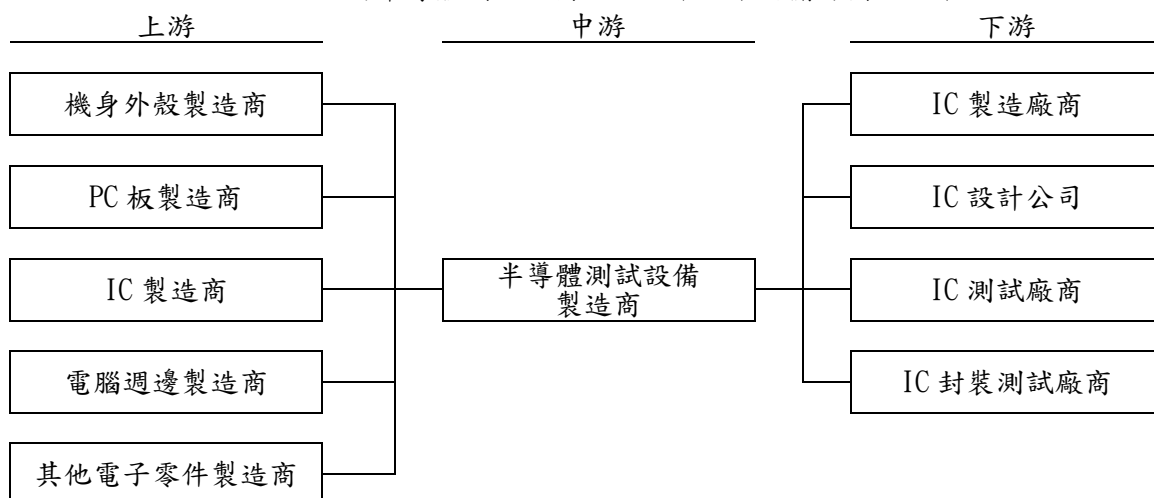 上游
中游
下游
機身外殼製造商
PC 板製造商
IC 製造商
電腦週邊製造商
其他電子零件製造商
半導體測試設備
製造商
IC 製造廠商
IC 設計公司
IC 測試廠商
IC 封裝測試廠商